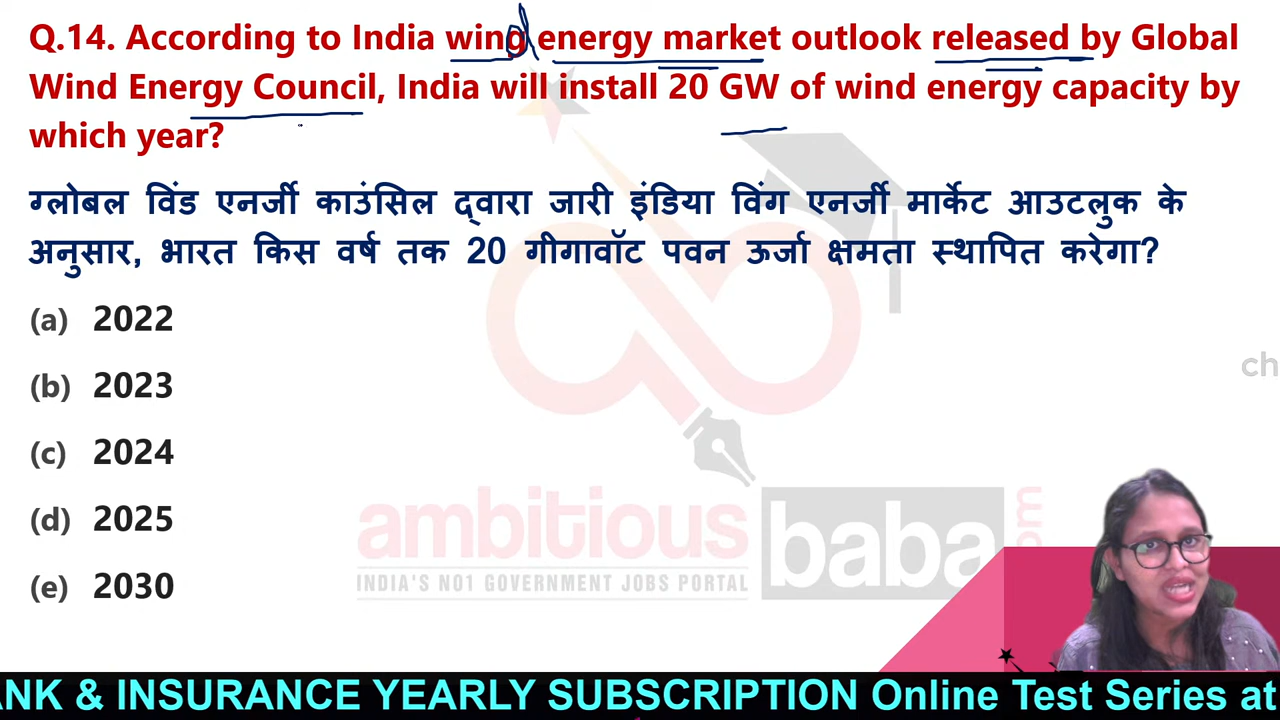 Q.14. According to India wing energy market outlook released by Global
Wind Energy Council, India will install 20 GW of wind energy capacity by
which year?
ग्लोबल विंड एनर्जी काउंसिल द्वारा जारी इंडिया विंग एनर्जी मार्केट आउटलुक के
अनुसार, भारत किस वर्ष तक 20 गीगावॉट पवन ऊर्जा क्षमता स्थापित करेगा?
(a) 2022
ch
(b) 2023
(c) 2024
(d) 2025
(e) 2030
ambitious baba
om
INDIA'S NO1 GOVERNMENT JOBS PORTAL
ANK & INSURANCE YEARLY SUBSCRIPTION Online Test Series at